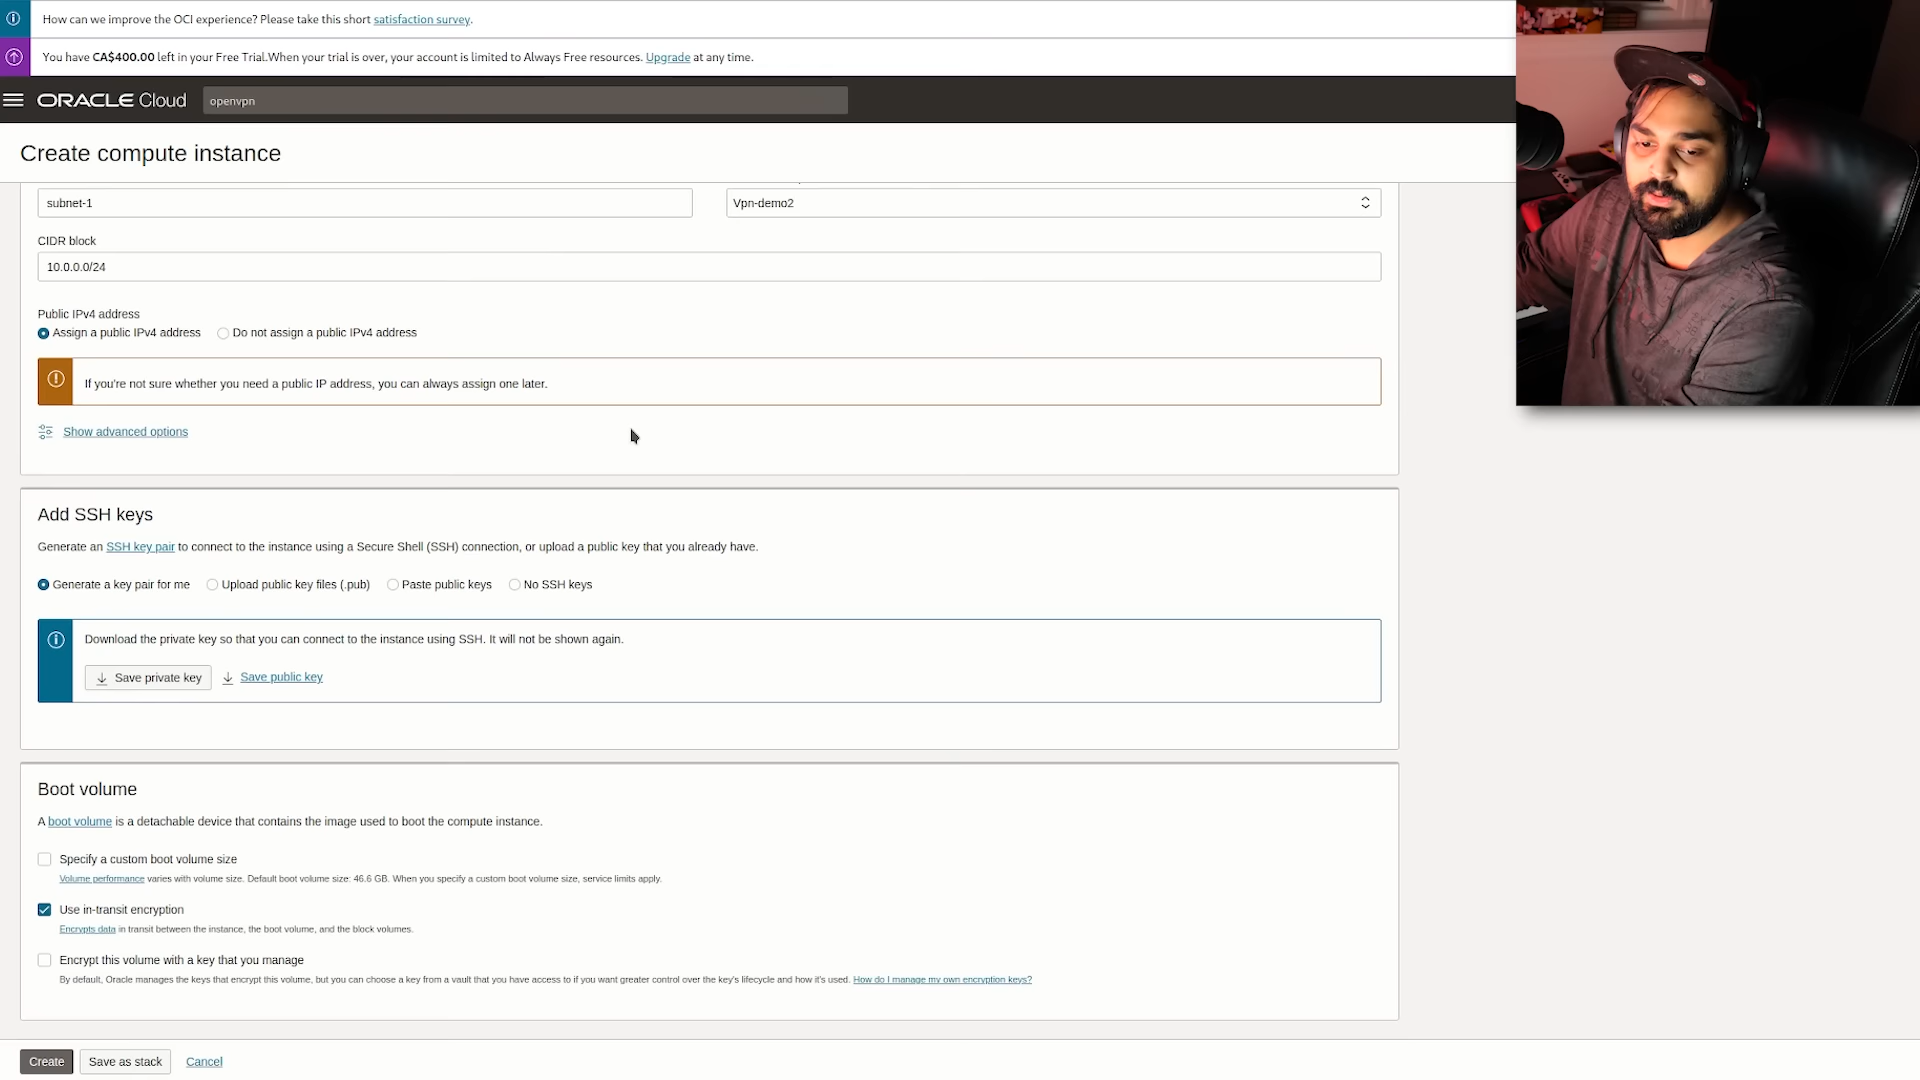 How can we improve the OCI experience? Please take this short satisfaction survey.
You have CA$400.00 left in your Free Trial.When your trial is over, your account is limited to Always Free resources. Upgrade at any time.
ORACLE Cloud
openvpn
Create compute instance
subnet-1
Vpn-demo2
CIDR block
10.0.0.0/24
Public IPv4 address
Assign a public IPv4 address Do not assign a public IPv4 address
If you're not sure whether you need a public IP address, you can always assign one later.
Show advanced options
Add SSH keys
Generate an SSH key pair to connect to the instance using a Secure Shell (SSH) connection, or upload a public key that you already have.
Generate a key pair for me Upload public key files (.pub) Paste public keys No SSH keys
Download the private key so that you can connect to the instance using SSH. It will not be shown again.
Save private key Save public key
Boot volume
A boot volume is a detachable device that contains the image used to boot the compute instance.
Specify a custom boot volume size
Volume performance varies with volume size. Default boot volume size: 46.6 GB. When you specify a custom boot volume size, service limits apply.
Use in-transit encryption
Encrypts data in transit between the instance, the boot volume, and the block volumes.
Encrypt this volume with a key that you manage
By default, Oracle manages the keys that encrypt this volume, but you can choose a key from a vault that you have access to if you want greater control over the key's lifecycle and how it's used. How do I manage my own encryption keys?
Create Save as stack Cancel